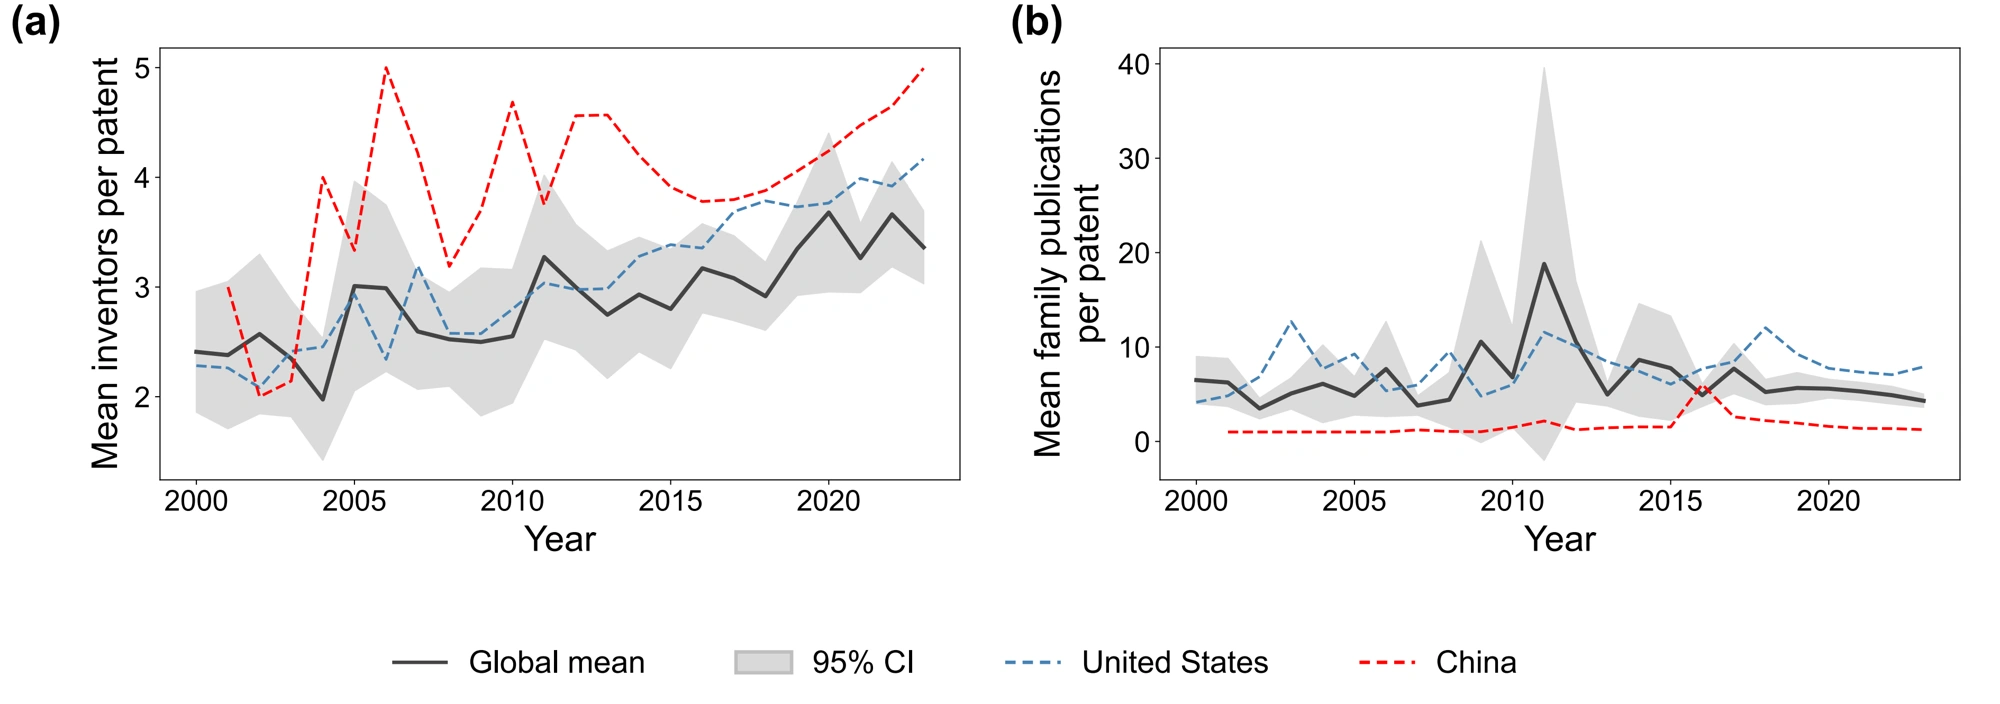 (a)
Mean inventors per patent
5
4
3
2
2000 2005 2010 2015 2020
Year
(b)
Mean family publications
per patent
40
30
20
10
0
2000 2005 2010 2015 2020
Year
Global mean 95% CI United States China